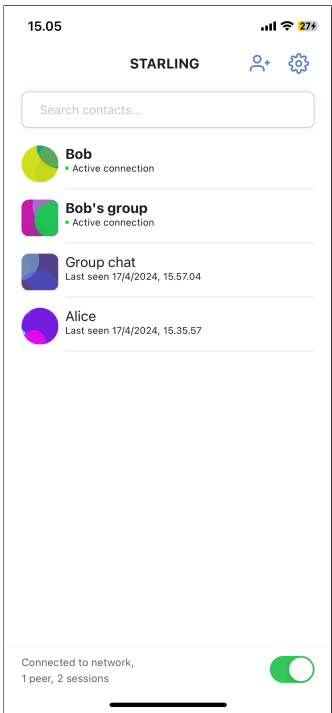 15.05
27
STARLING
Search contacts...
Bob
Active connection
Bob's group
Active connection
Group chat
Last seen 17/4/2024, 15.57.04
Alice
Last seen 17/4/2024, 15.35.57
Connected to network,
1 peer, 2 sessions